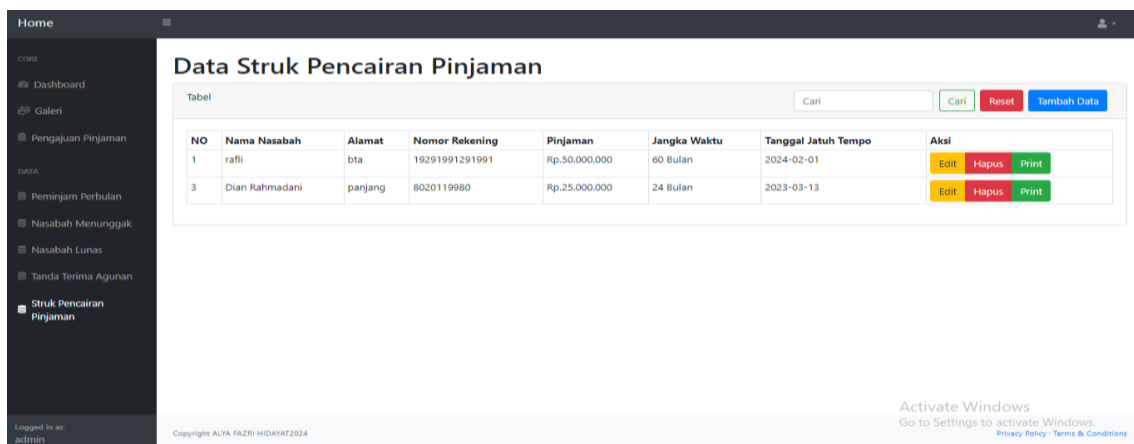 Home
CORE
Dashboard
Galeri
Pengajuan Pinjaman
DATA
Peminjam Perbulan
Nasabah Menunggak
Nasabah Lunas
Tanda Terima Agunan
Struk Pencairan
Pinjaman
Logged in as:
admin
Data Struk Pencairan Pinjaman
Tabel Cari Cari Reset Tambah Data
NO Nama Nasabah Alamat Nomor Rekening Pinjaman Jangka Waktu Tanggal Jatuh Tempo Aksi
1 rafli bta 19291991291991 Rp.50.000.000 60 Bulan 2024-02-01 Edit Hapus Print
3 Dian Rahmadani panjang 8020119980 Rp.25.000.000 24 Bulan 2023-03-13 Edit Hapus Print
Activate Windows
Go to Settings to activate Windows.
Copyright ALYA FAZRI HIDAYAT2024 Privacy Policy · Terms & Conditions